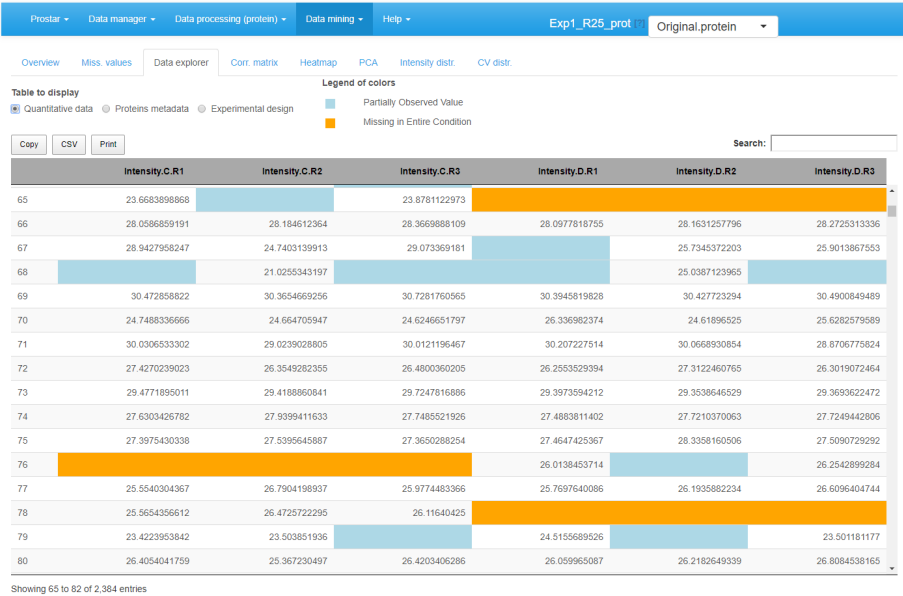 Prostar Data manager Data processing (protein) Data mining Help Exp1_R25_prot [?] Original.protein
Overview Miss. values Data explorer Corr. matrix Heatmap PCA Intensity distr. CV distr.
Table to display
Quantitative data Proteins metadata Experimental design
Legend of colors
Partially Observed Value
Missing in Entire Condition
Copy CSV Print Search:
Intensity.C.R1 Intensity.C.R2 Intensity.C.R3 Intensity.D.R1 Intensity.D.R2 Intensity.D.R3
65 23.6683898868 23.8781122973
66 28.0586859191 28.184612364 28.3669888109 28.0977818755 28.1631257796 28.2725313336
67 28.9427958247 24.7403139913 29.073369181 25.7345372203 25.9013867553
68 21.0255343197 25.0387123965
69 30.472858822 30.3654669256 30.7281760565 30.3945819828 30.427723294 30.4900849489
70 24.7488336666 24.664705947 24.6246651797 26.336982374 24.61896525 25.6282579589
71 30.0306533302 29.0239028805 30.0121196467 30.207227514 30.0668930854 28.8706775824
72 27.4270239023 26.3549282355 26.4800360205 26.2553529394 27.3122460765 26.3019072464
73 29.4771895011 29.4188860841 29.7247816886 29.3973594212 29.3538646529 29.3693622472
74 27.6303426782 27.9399411633 27.7485521926 27.4883811402 27.7210370063 27.7249442806
75 27.3975430338 27.5395645887 27.3650288254 27.4647425367 28.3358160506 27.5090729292
76 26.0138453714 26.2542899284
77 25.5540304367 26.7904198937 25.9774483366 25.7697640086 26.1935882234 26.6096404744
78 25.5654356612 26.4725722295 26.11640425
79 23.4223953842 23.503851936 24.5155689526 23.501181177
80 26.4054041759 25.367230497 26.4203406286 26.059965087 26.2182649339 26.8084538165
Showing 65 to 82 of 2,384 entries